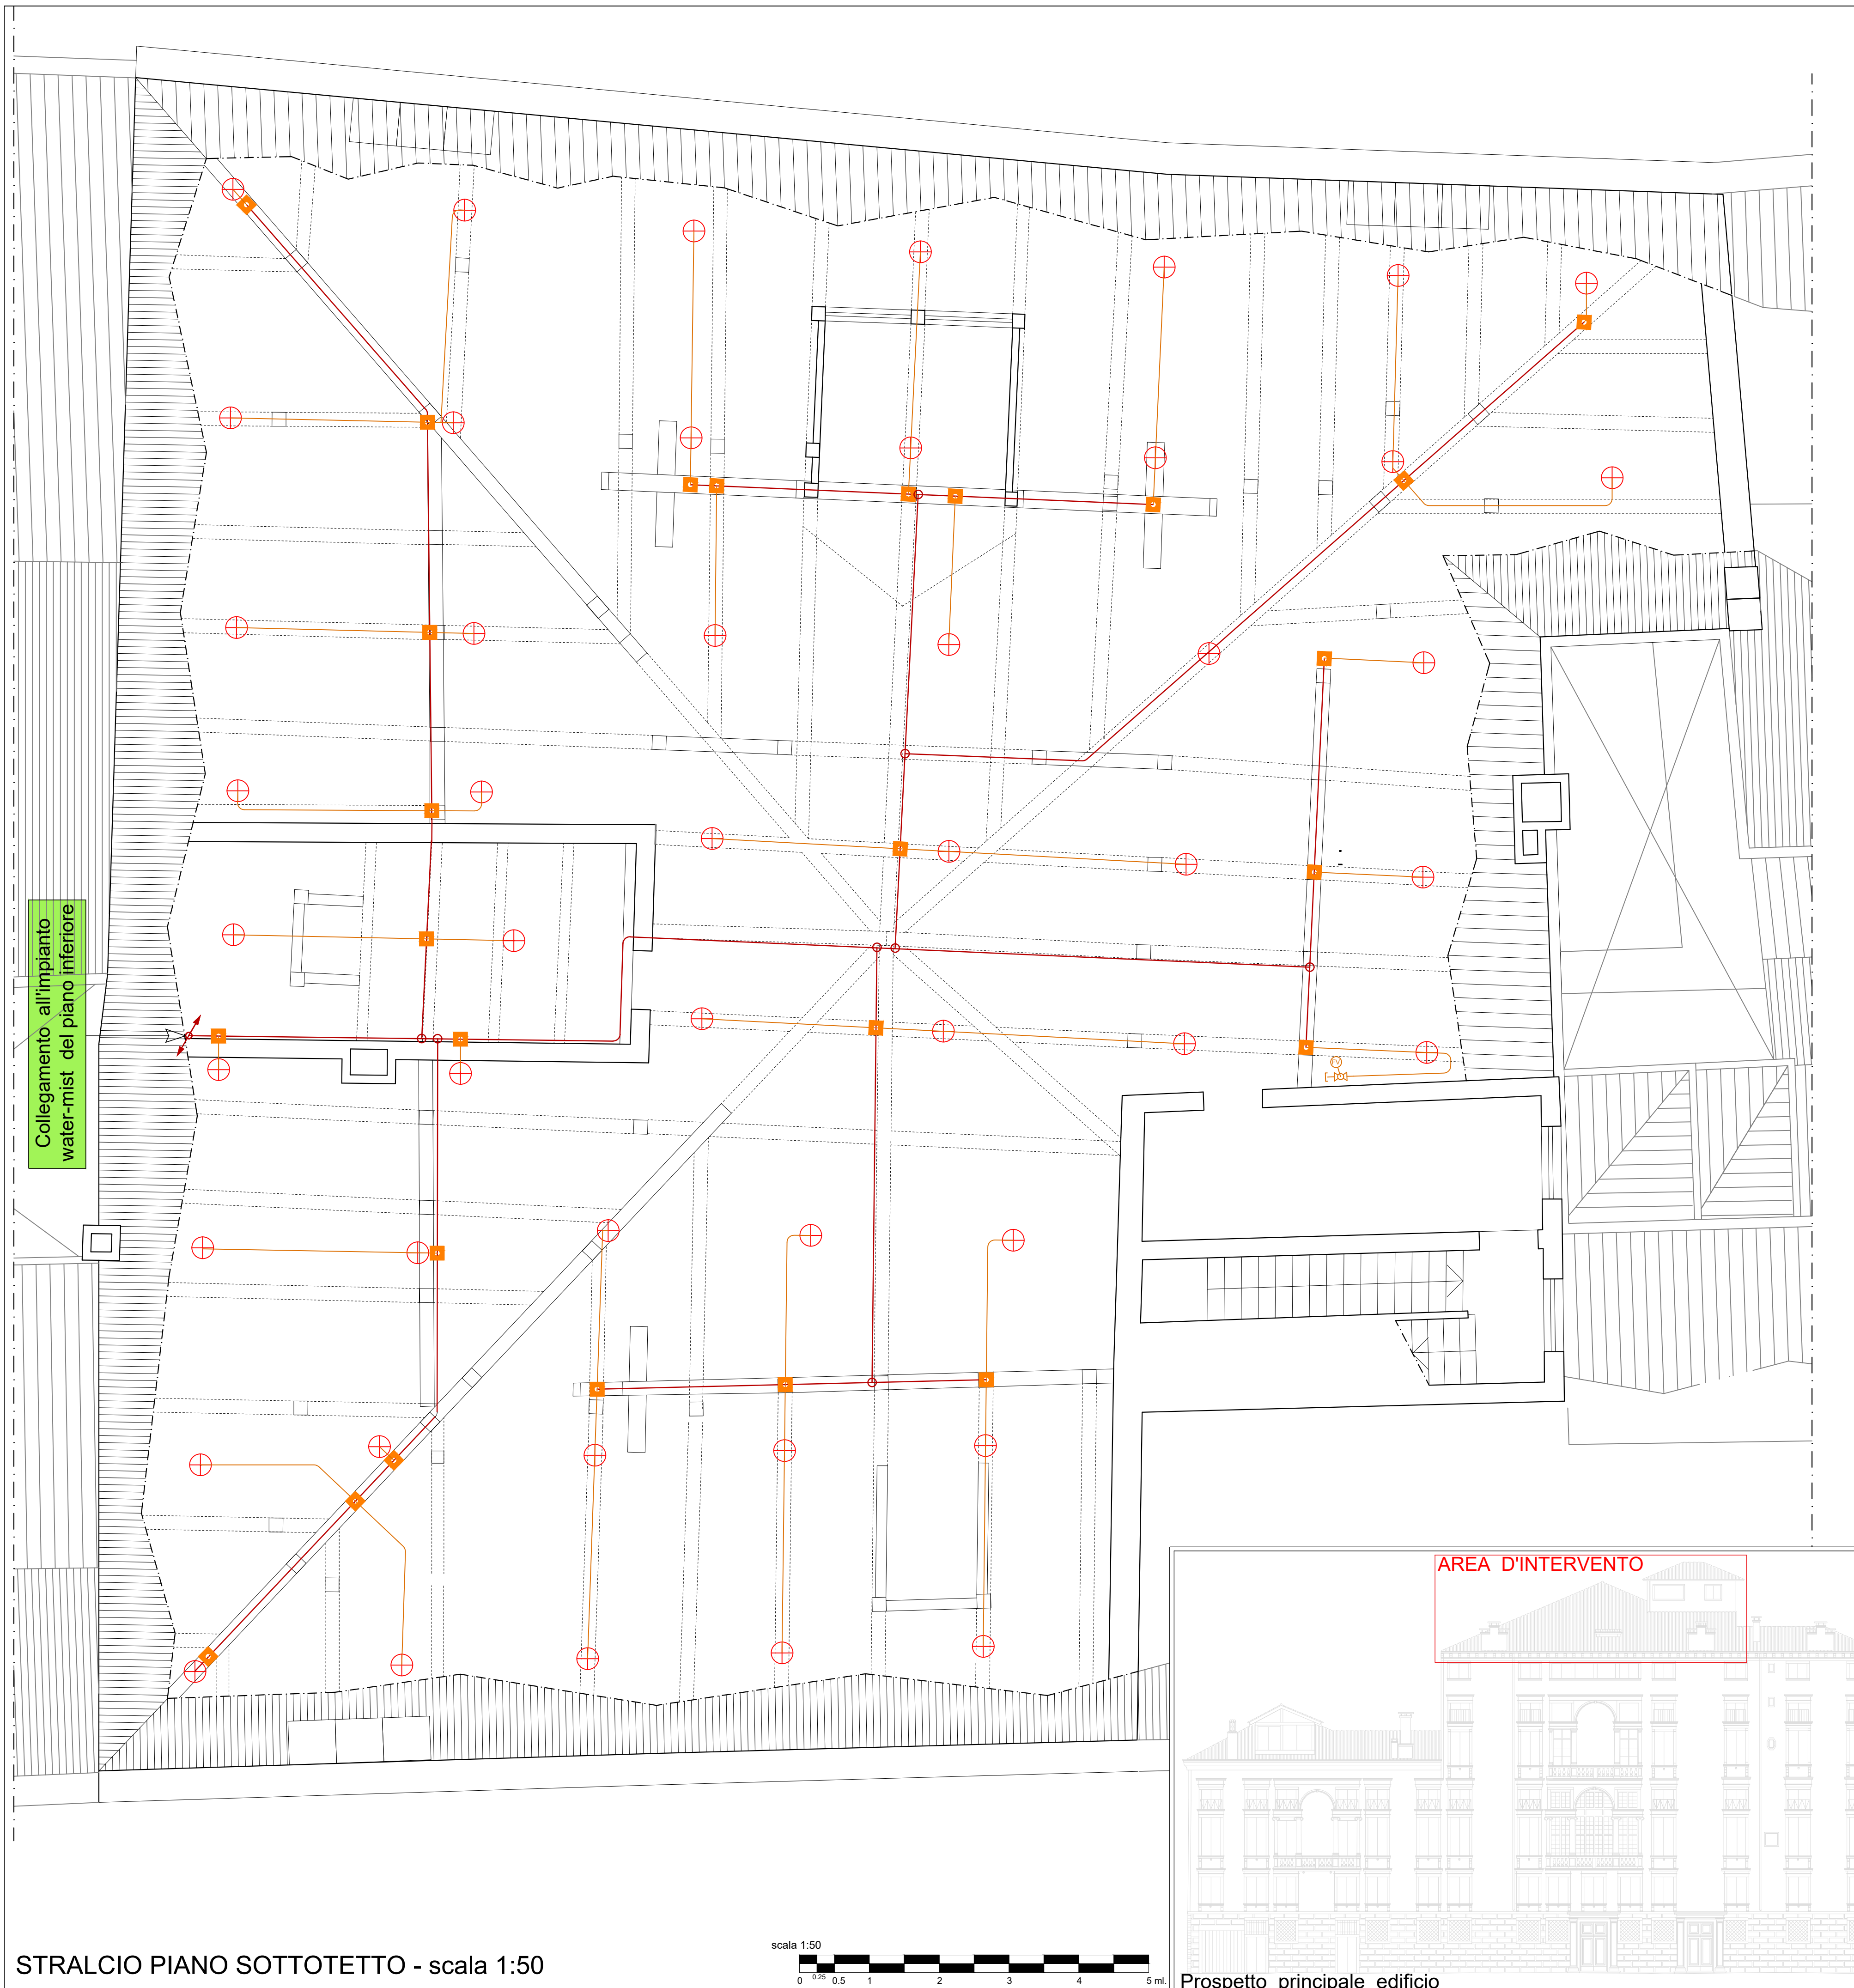 Collegamento all'impianto
water-mist del piano inferiore
FV
AREA D'INTERVENTO
STRALCIO PIANO SOTTOTETTO - scala 1:50
scala 1:50
0 0.25 0.5 1 2 3 4 5 ml.
Prospetto principale edificio